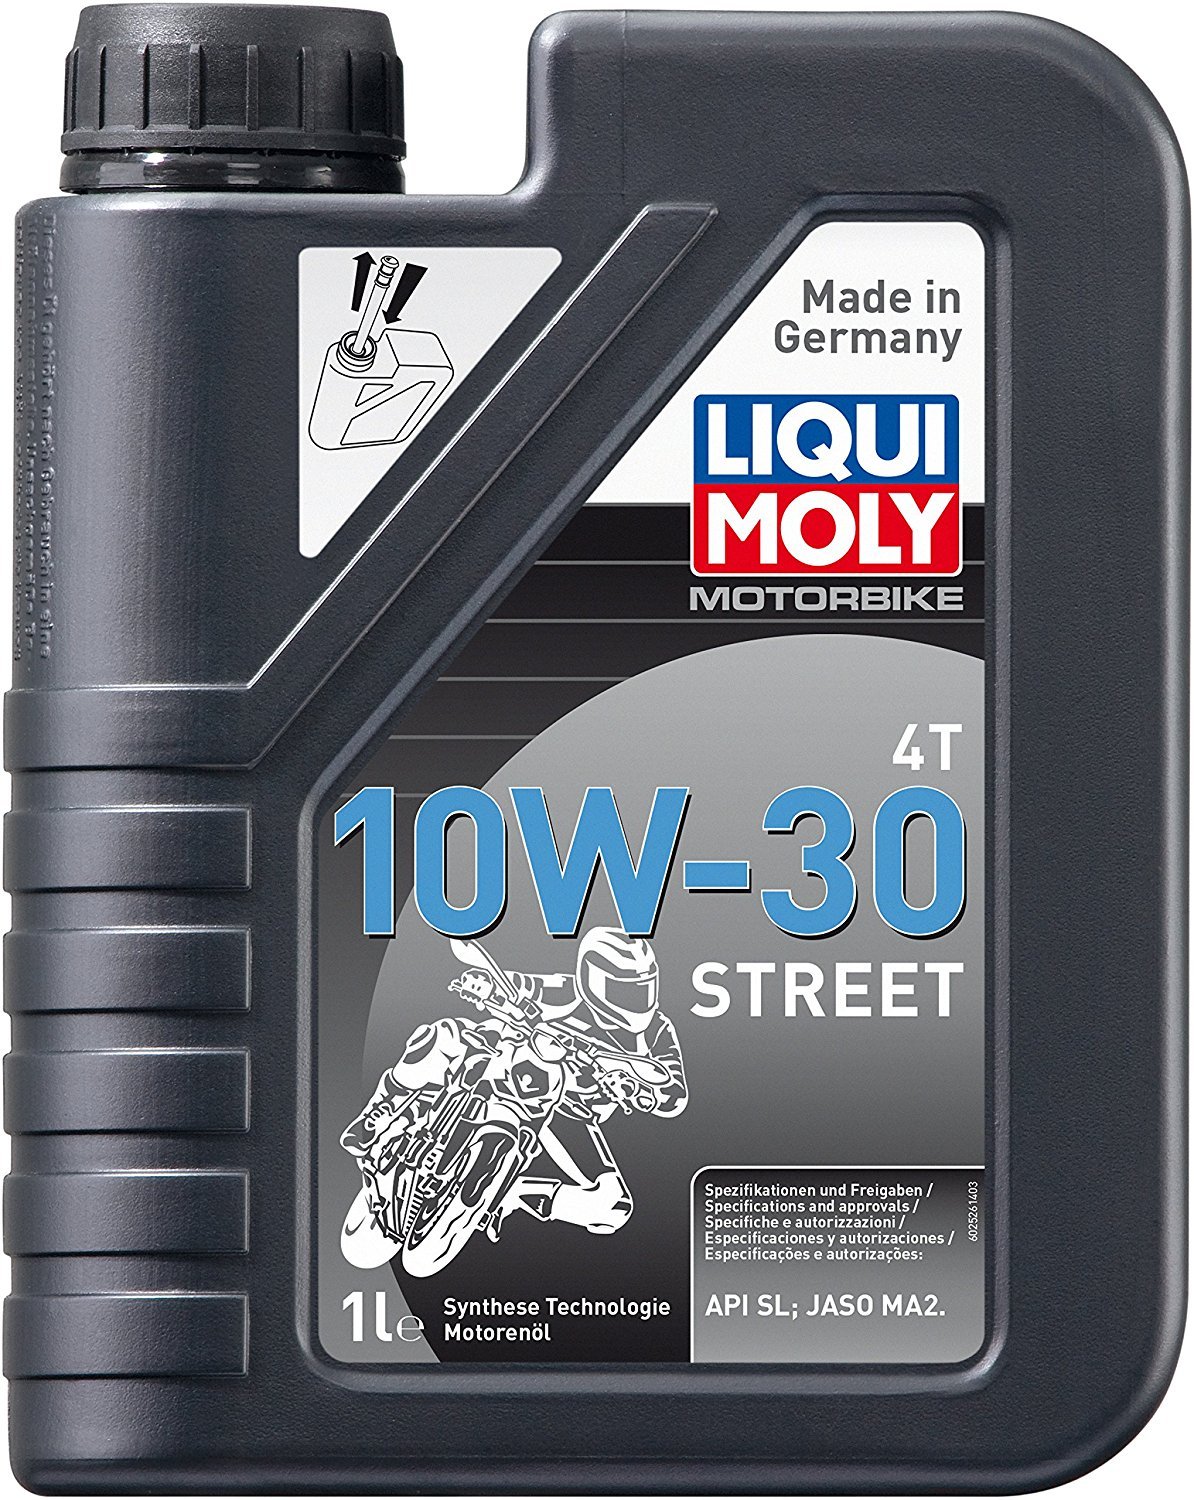 Made in
Germany
LIQUI
MOLY
MOTORBIKE
4T
10W-30
STREET
Spezifikationen und Freigaben /
Specifications and approvals /
Specifiche e autorizzazioni /
Especificaciones y autorizaciones /
Especificações e autorizações:
API SL; JASO MA2.
6025261403
1L e
Synthese Technologie
Motorenöl